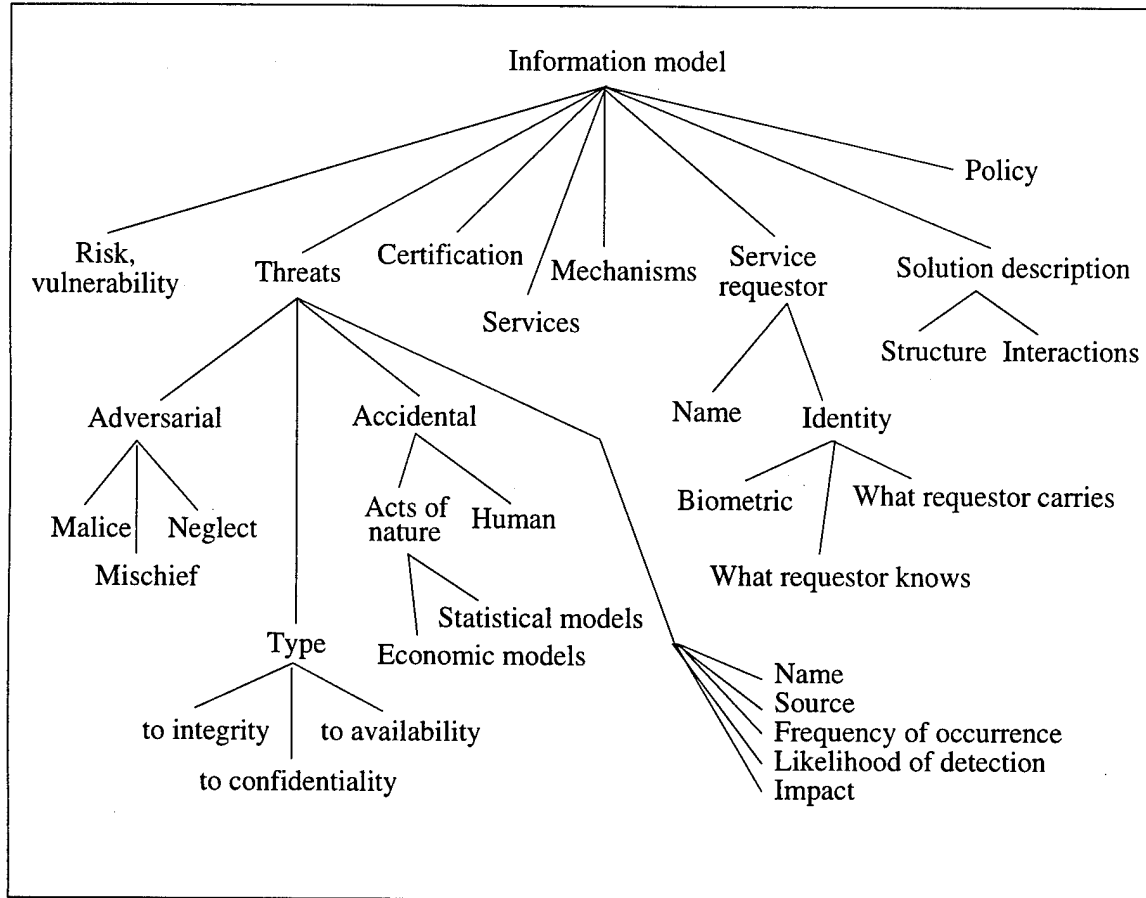 Information model
Policy
Risk,
vulnerability
Threats
Certification
Services
Mechanisms
Service
requestor
Solution description
Structure
Interactions
Adversarial
Accidental
Name
Identity
Malice
Neglect
Mischief
Acts of
nature
Human
Biometric
What requestor carries
What requestor knows
Statistical models
Economic models
Type
to integrity
to availability
to confidentiality
Name
Source
Frequency of occurrence
Likelihood of detection
Impact